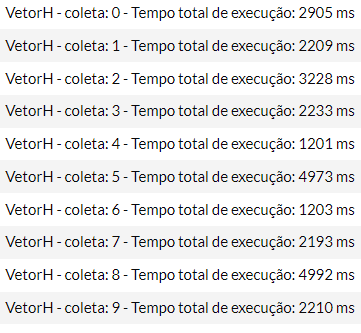 VetorH - coleta: 0 - Tempo total de execução: 2905 ms
VetorH - coleta: 1 - Tempo total de execução: 2209 ms
VetorH - coleta: 2 - Tempo total de execução: 3228 ms
VetorH - coleta: 3 - Tempo total de execução: 2233 ms
VetorH - coleta: 4 - Tempo total de execução: 1201 ms
VetorH - coleta: 5 - Tempo total de execução: 4973 ms
VetorH - coleta: 6 - Tempo total de execução: 1203 ms
VetorH - coleta: 7 - Tempo total de execução: 2193 ms
VetorH - coleta: 8 - Tempo total de execução: 4992 ms
VetorH - coleta: 9 - Tempo total de execução: 2210 ms